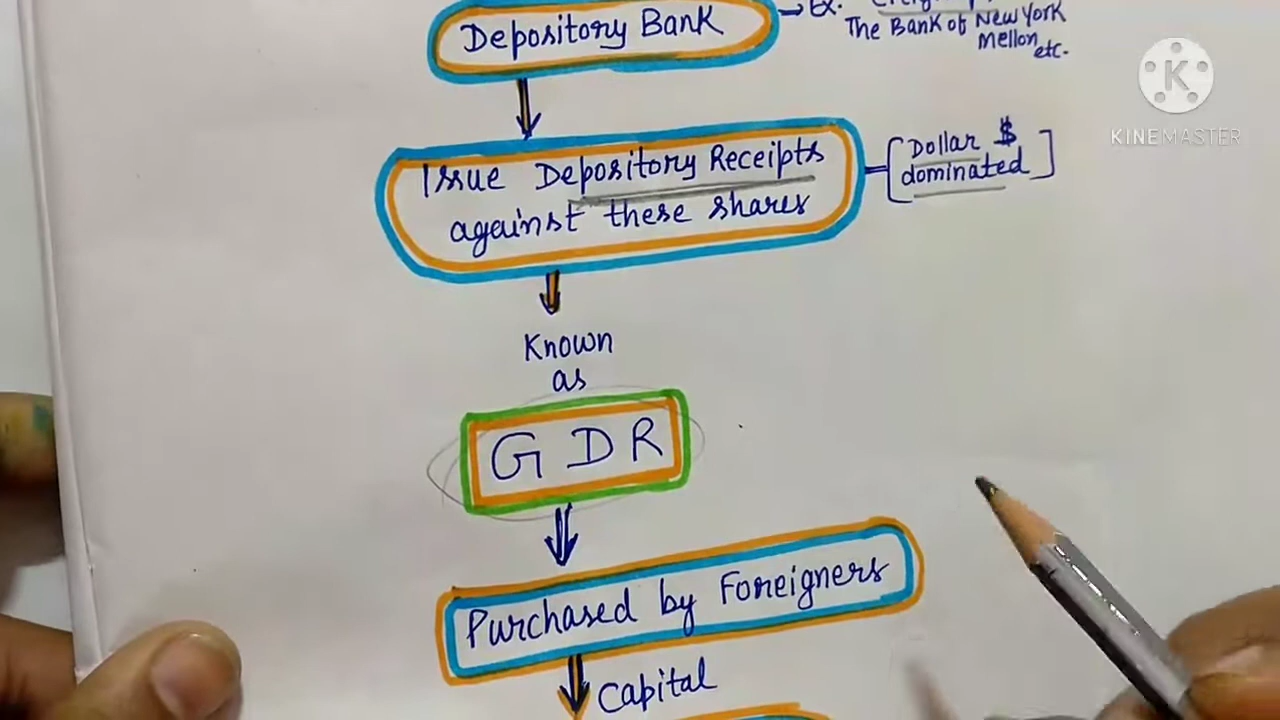 Depository Bank
→ Ex.
The Bank of New York
Mellon
etc.
Issue Depository Receipts
against these shares
[Dollar $
dominated]
Known
as
GDR
Purchased by Foreigners
Capital
K
KINEMASTER